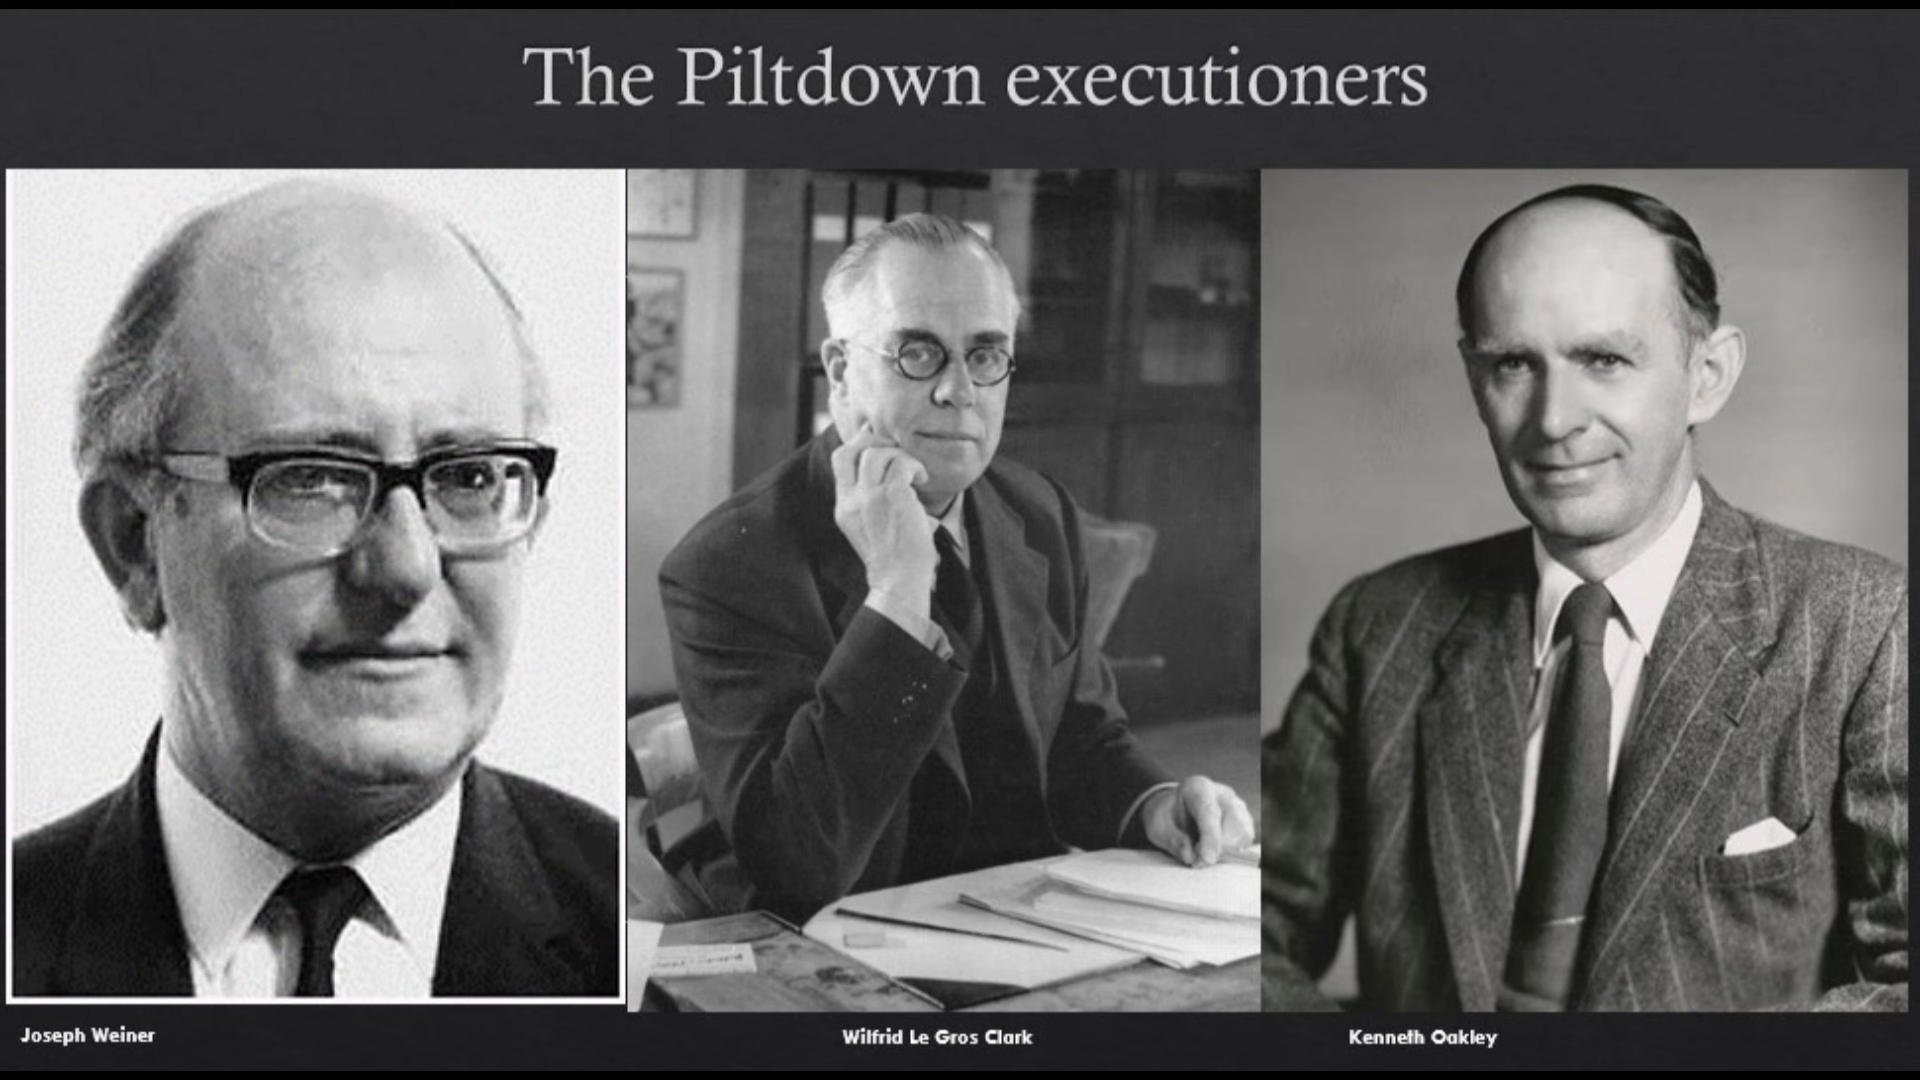 The Piltdown executioners
Joseph Weiner
Wilfrid Le Gros Clark
Kenneth Oakley